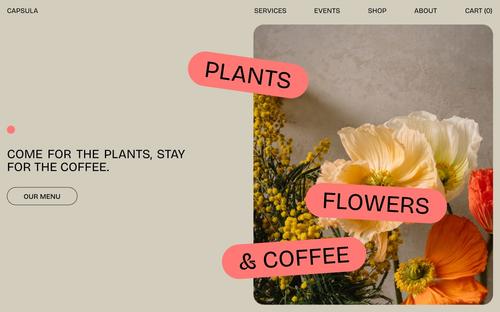 CAPSULA
SERVICES
EVENTS
SHOP
ABOUT
CART (0)
PLANTS
COME FOR THE PLANTS, STAY
FOR THE COFFEE.
OUR MENU
FLOWERS
& COFFEE